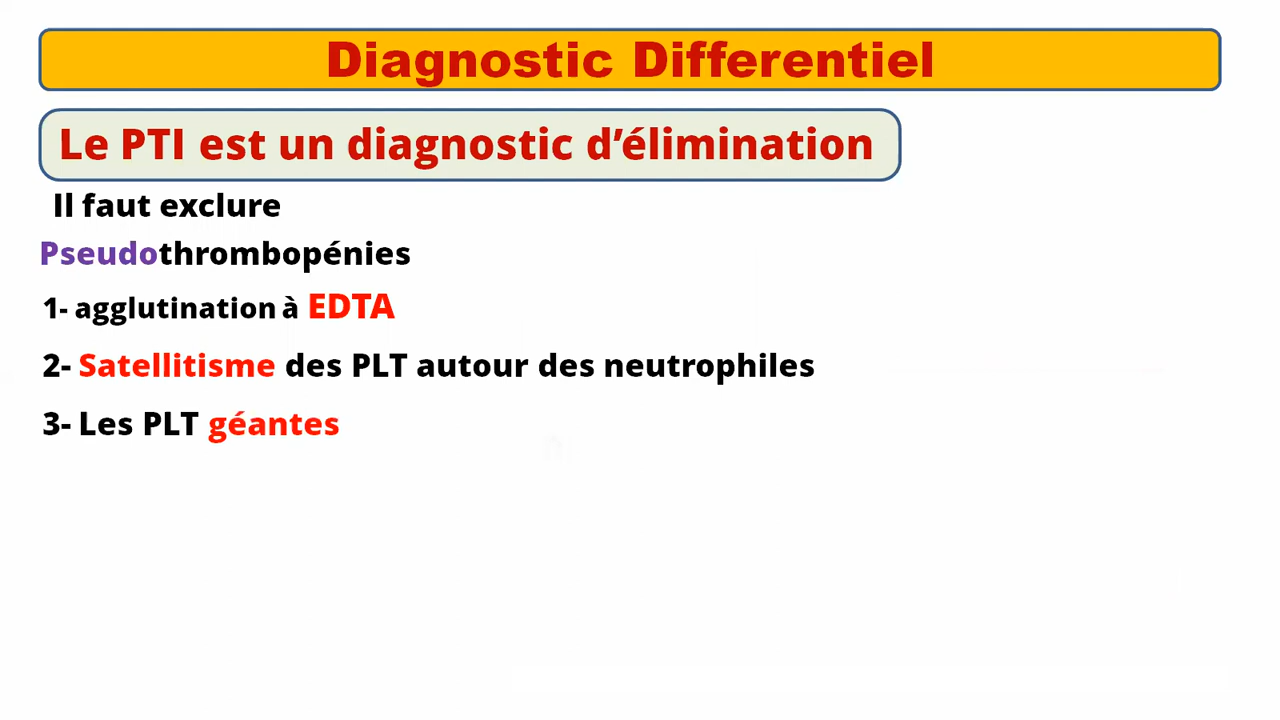 Diagnostic Differentiel
Le PTI est un diagnostic d’élimination
Il faut exclure
Pseudothrombopénies
1- agglutination à EDTA
2- Satellitisme des PLT autour des neutrophiles
3- Les PLT géantes